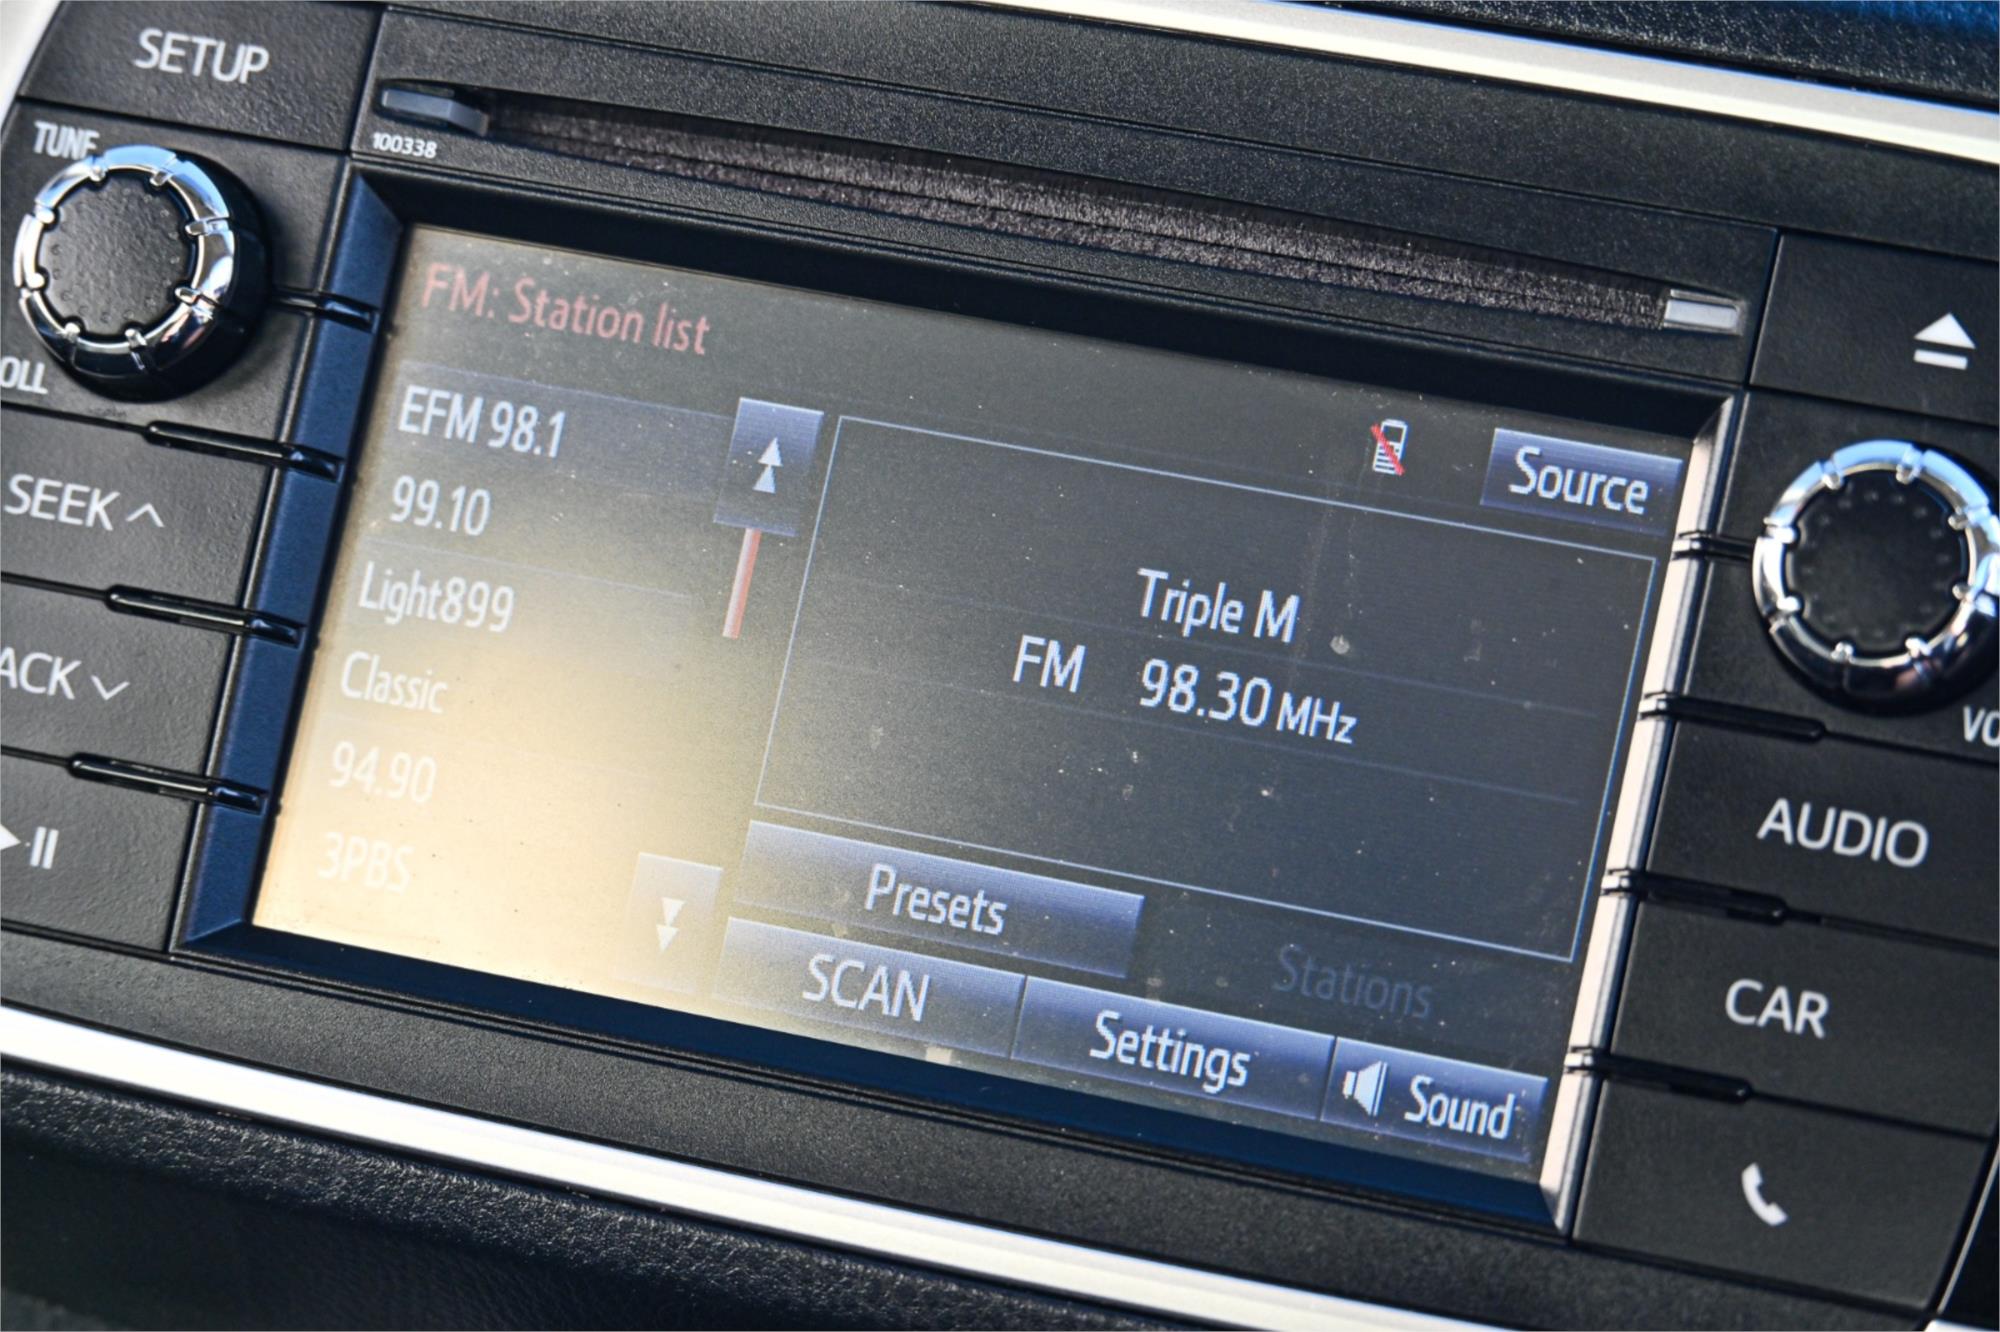 SETUP
TUNE
100338
OLL
SEEK
ACK
FM: Station list
EFM 98.1
99.10
Light899
Classic
94.90
3PBS
Source
Triple M
FM 98.30 MHz
Presets
Stations
SCAN
Settings
Sound
VO
AUDIO
CAR